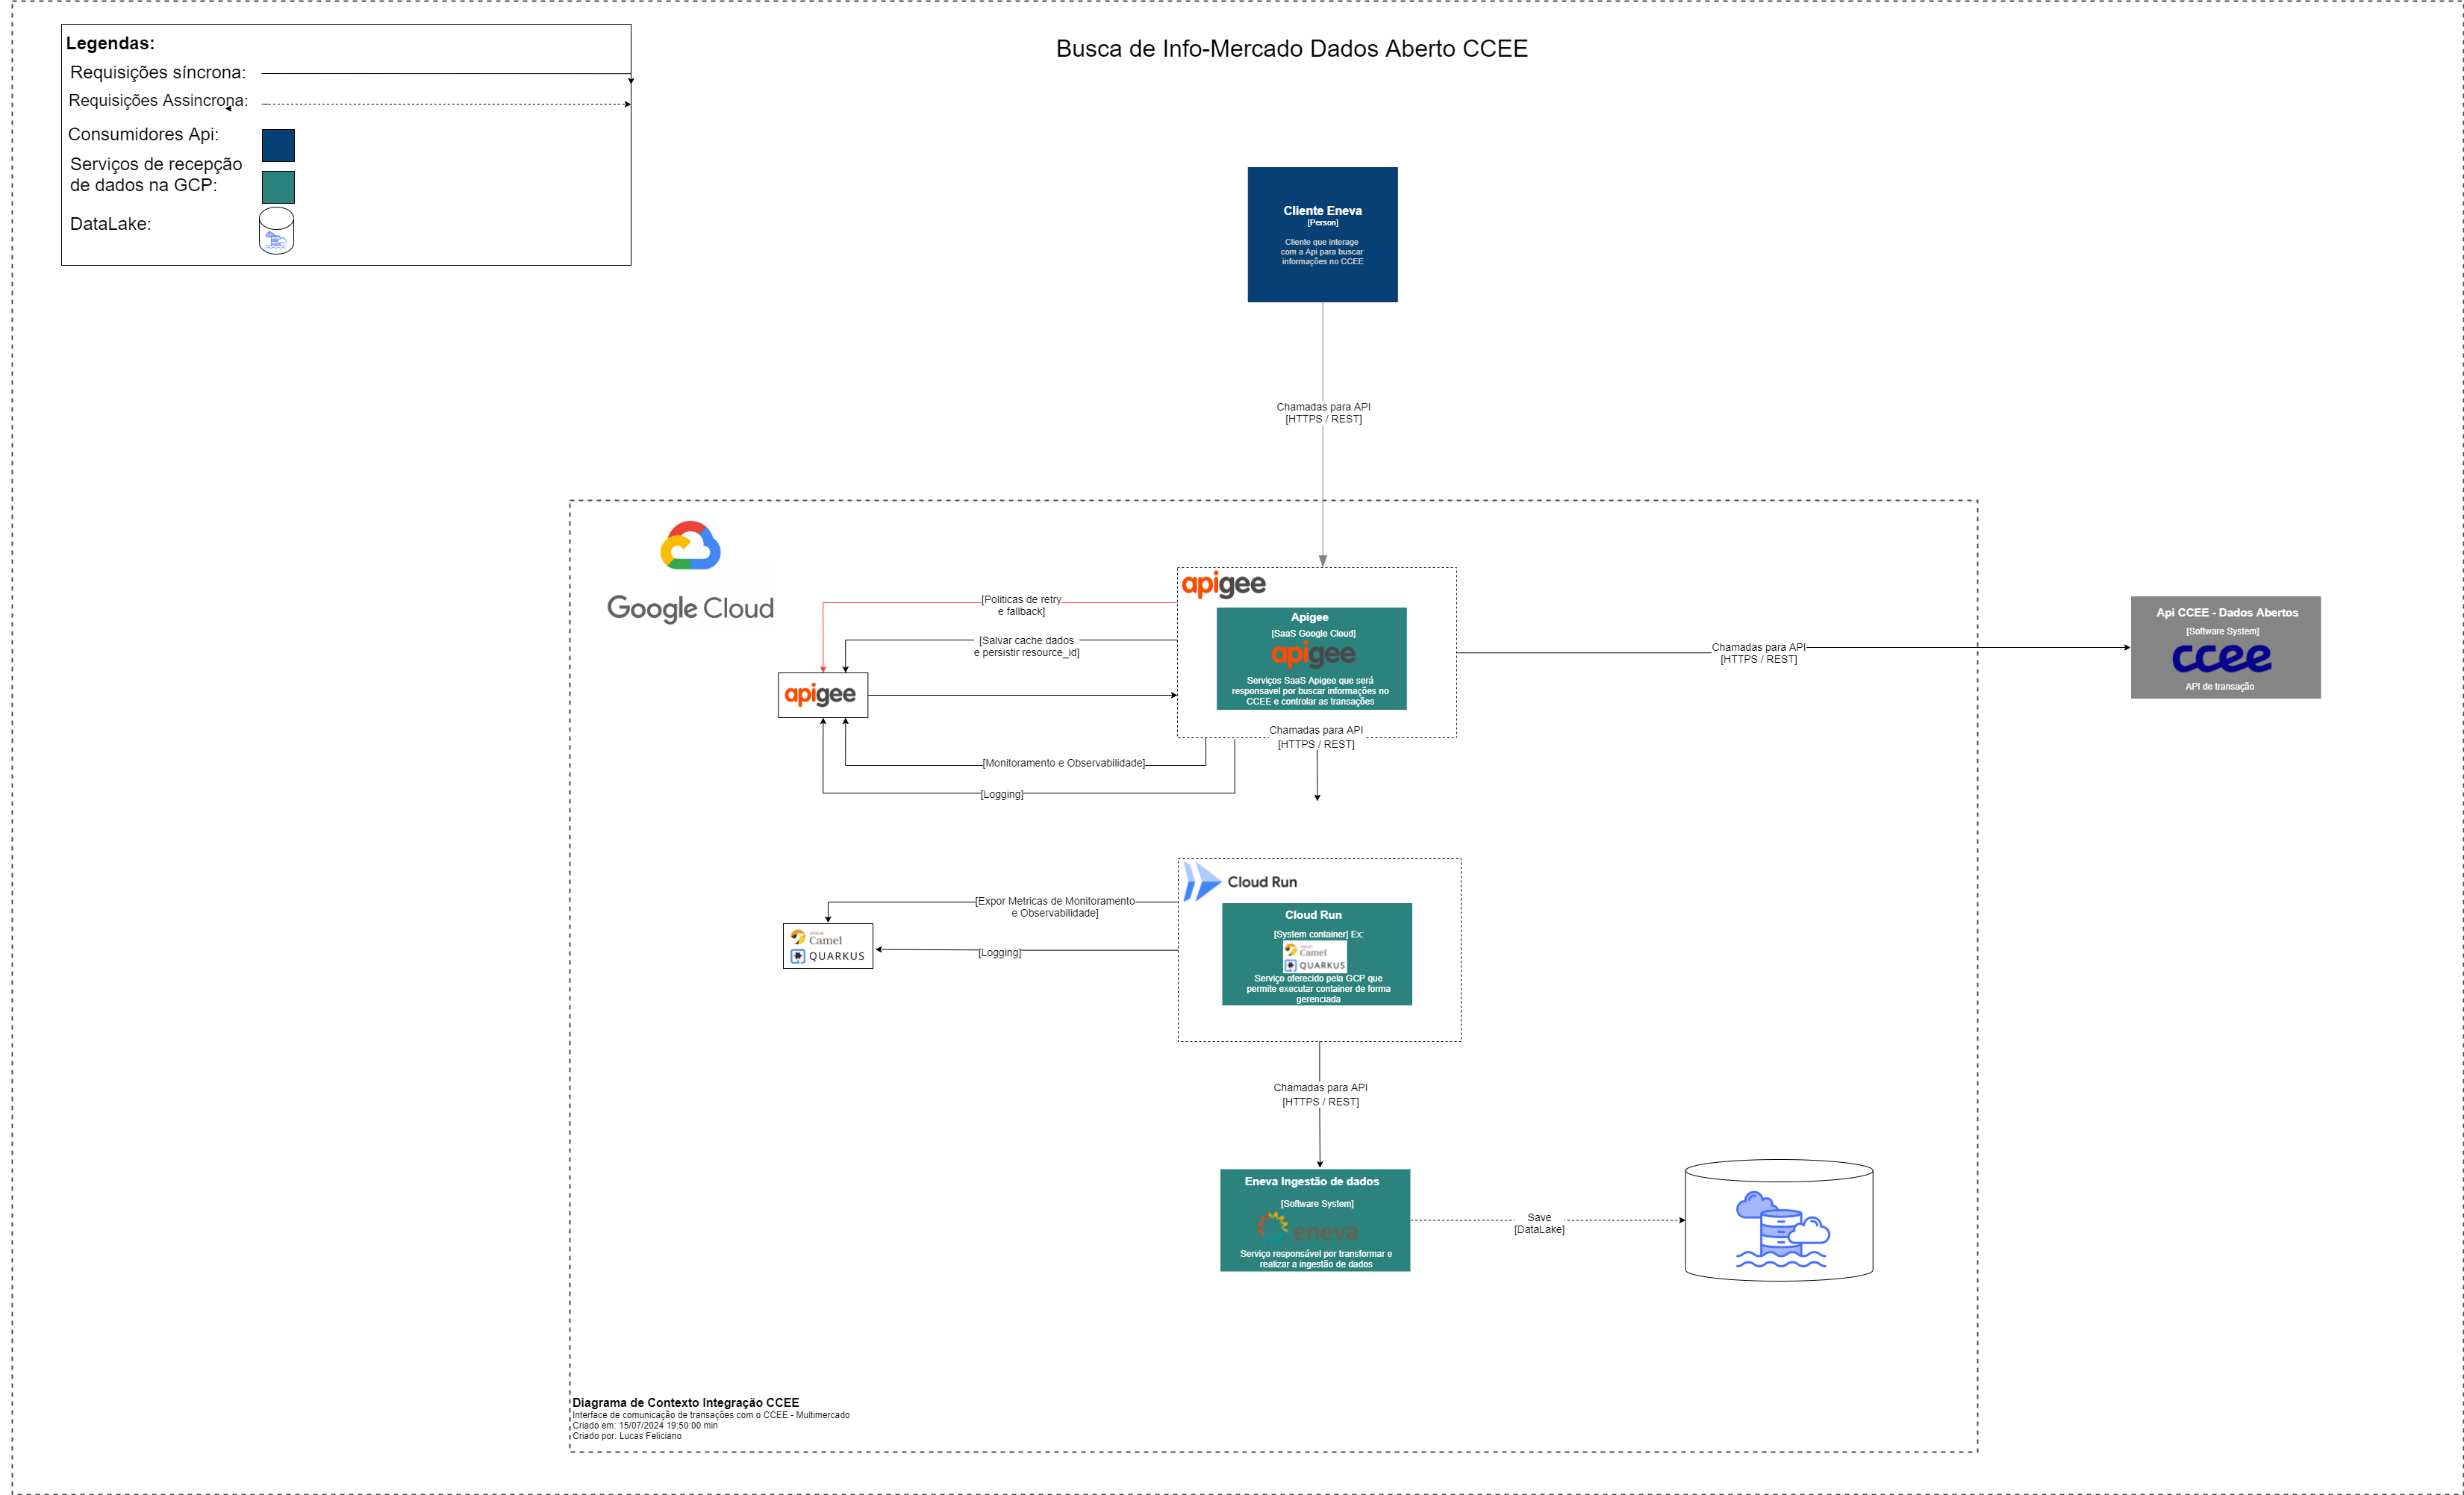 Legendas:
Requisições síncrona:
Requisições Assincrona:
Consumidores Api:
Serviços de recepção
de dados na GCP:
DataLake:
Busca de Info-Mercado Dados Aberto CCEE
Cliente Eneva
[Person]
Cliente que interage
com a Api para buscar
informações no CCEE
Chamadas para API
[HTTPS / REST]
Google Cloud
apigee
Apigee
[SaaS Google Cloud]
apigee
Serviços SaaS Apigee que será
responsavel por buscar informações no
CCEE e controlar as transações
[Politicas de retry
e fallback]
[Salvar cache dados
e persistir resource_id]
apigee
[Monitoramento e Observabilidade]
[Logging]
Chamadas para API
[HTTPS / REST]
Chamadas para API
[HTTPS / REST]
Api CCEE - Dados Abertos
[Software System]
ccee
API de transação
Cloud Run
Cloud Run
[System container] Ex:
Camel
QUARKUS
Serviço oferecido pela GCP que
permite executar container de forma
gerenciada
[Expor Metricas de Monitoramento
e Observabilidade]
[Logging]
Camel
QUARKUS
Chamadas para API
[HTTPS / REST]
Eneva Ingestão de dados
[Software System]
eneva
Serviço responsável por transformar e
realizar a ingestão de dados
Save
[DataLake]
Diagrama de Contexto Integração CCEE
Interface de comunicação de transações com o CCEE - Multimercado
Criado em: 15/07/2024 19:50:00 min
Criado por: Lucas Feliciano